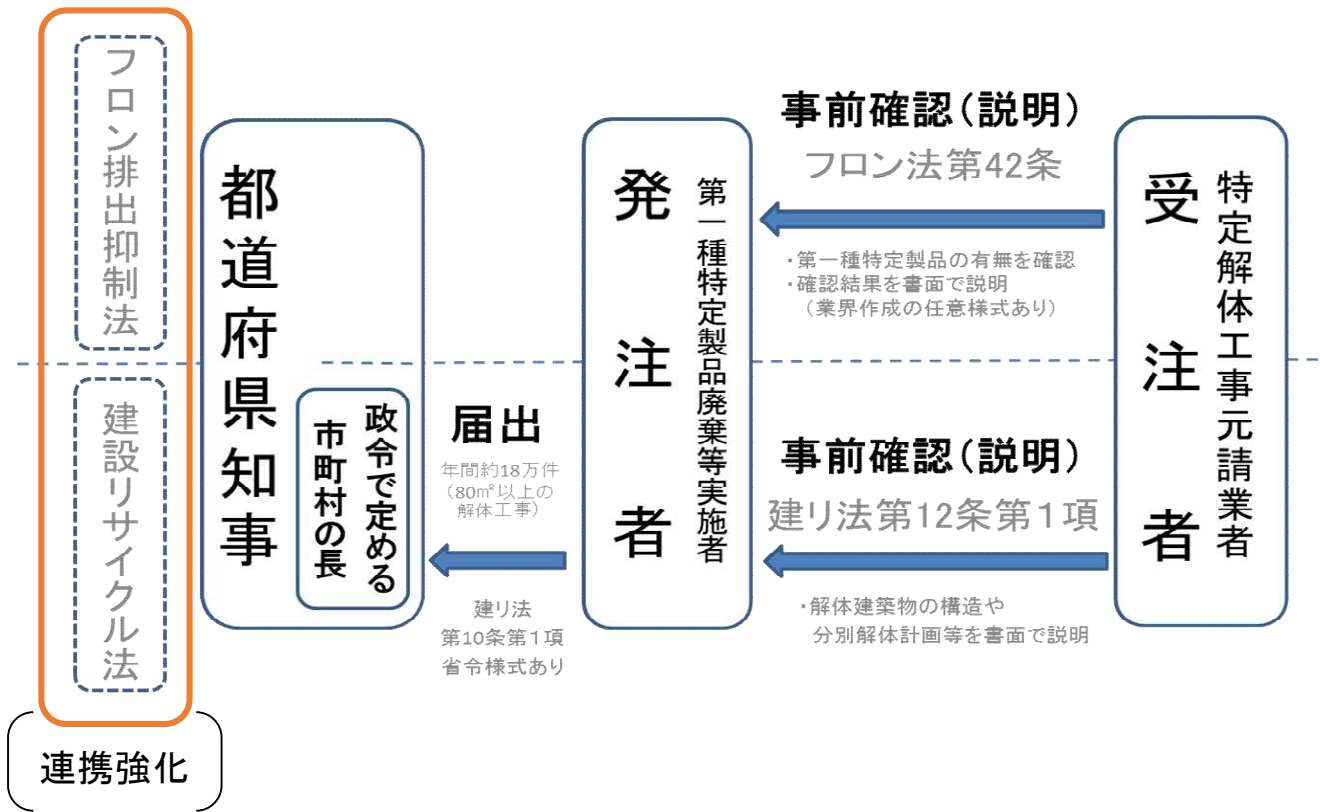 フロン排出抑制法
建設リサイクル法
連携強化
都道府県知事
政令で定める
市町村の長
届出
年間約18万件
(80㎡以上の
解体工事)
建リ法
第10条第1項
省令様式あり
発注者
第一種特定製品廃棄等実施者
事前確認(説明)
フロン法第42条
・第一種特定製品の有無を確認
・確認結果を書面で説明
(業界作成の任意様式あり)
事前確認(説明)
建リ法第12条第1項
・解体建築物の構造や
分別解体計画等を書面で説明
受注者
特定解体工事元請業者